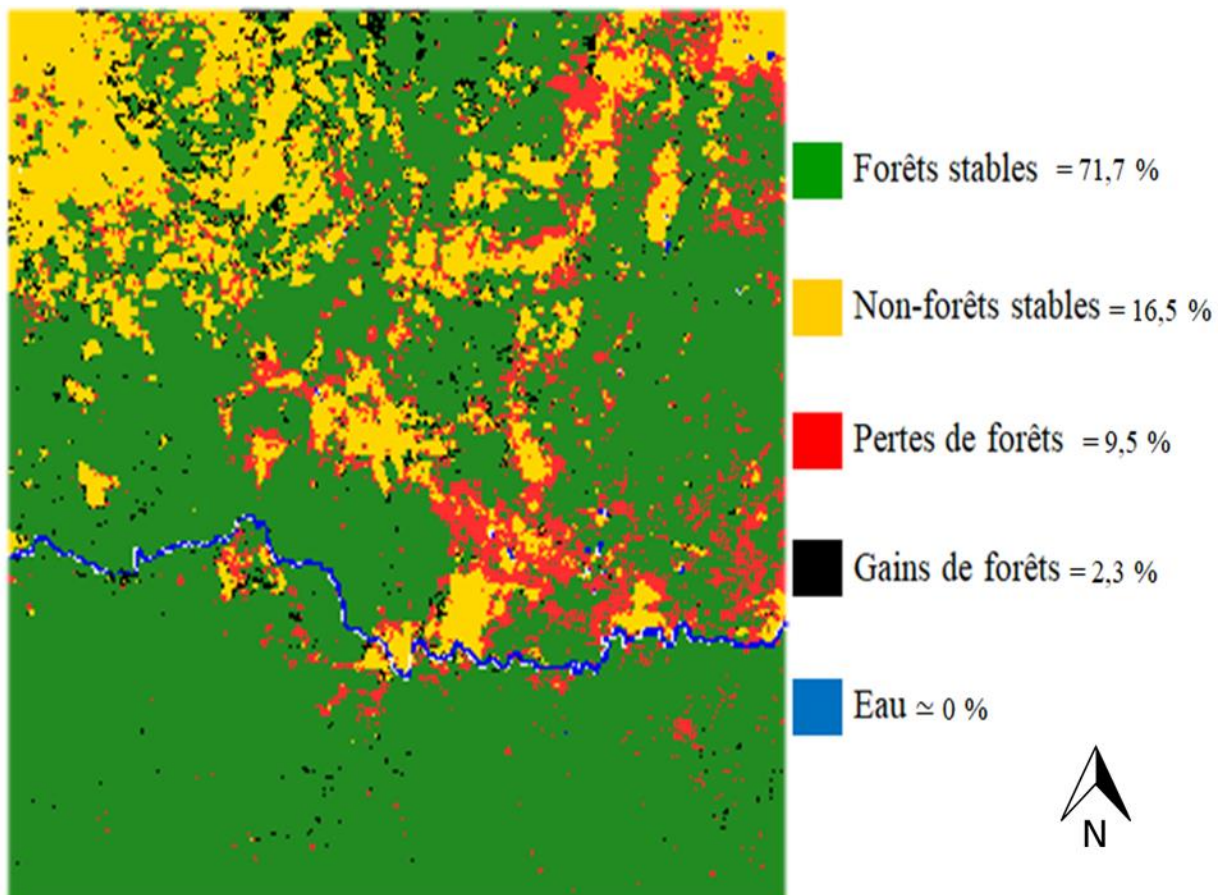 Forêts stables = 71,7 %
Non-forêts stables = 16,5 %
Pertes de forêts = 9,5 %
Gains de forêts = 2,3 %
Eau ≃ 0 %
N